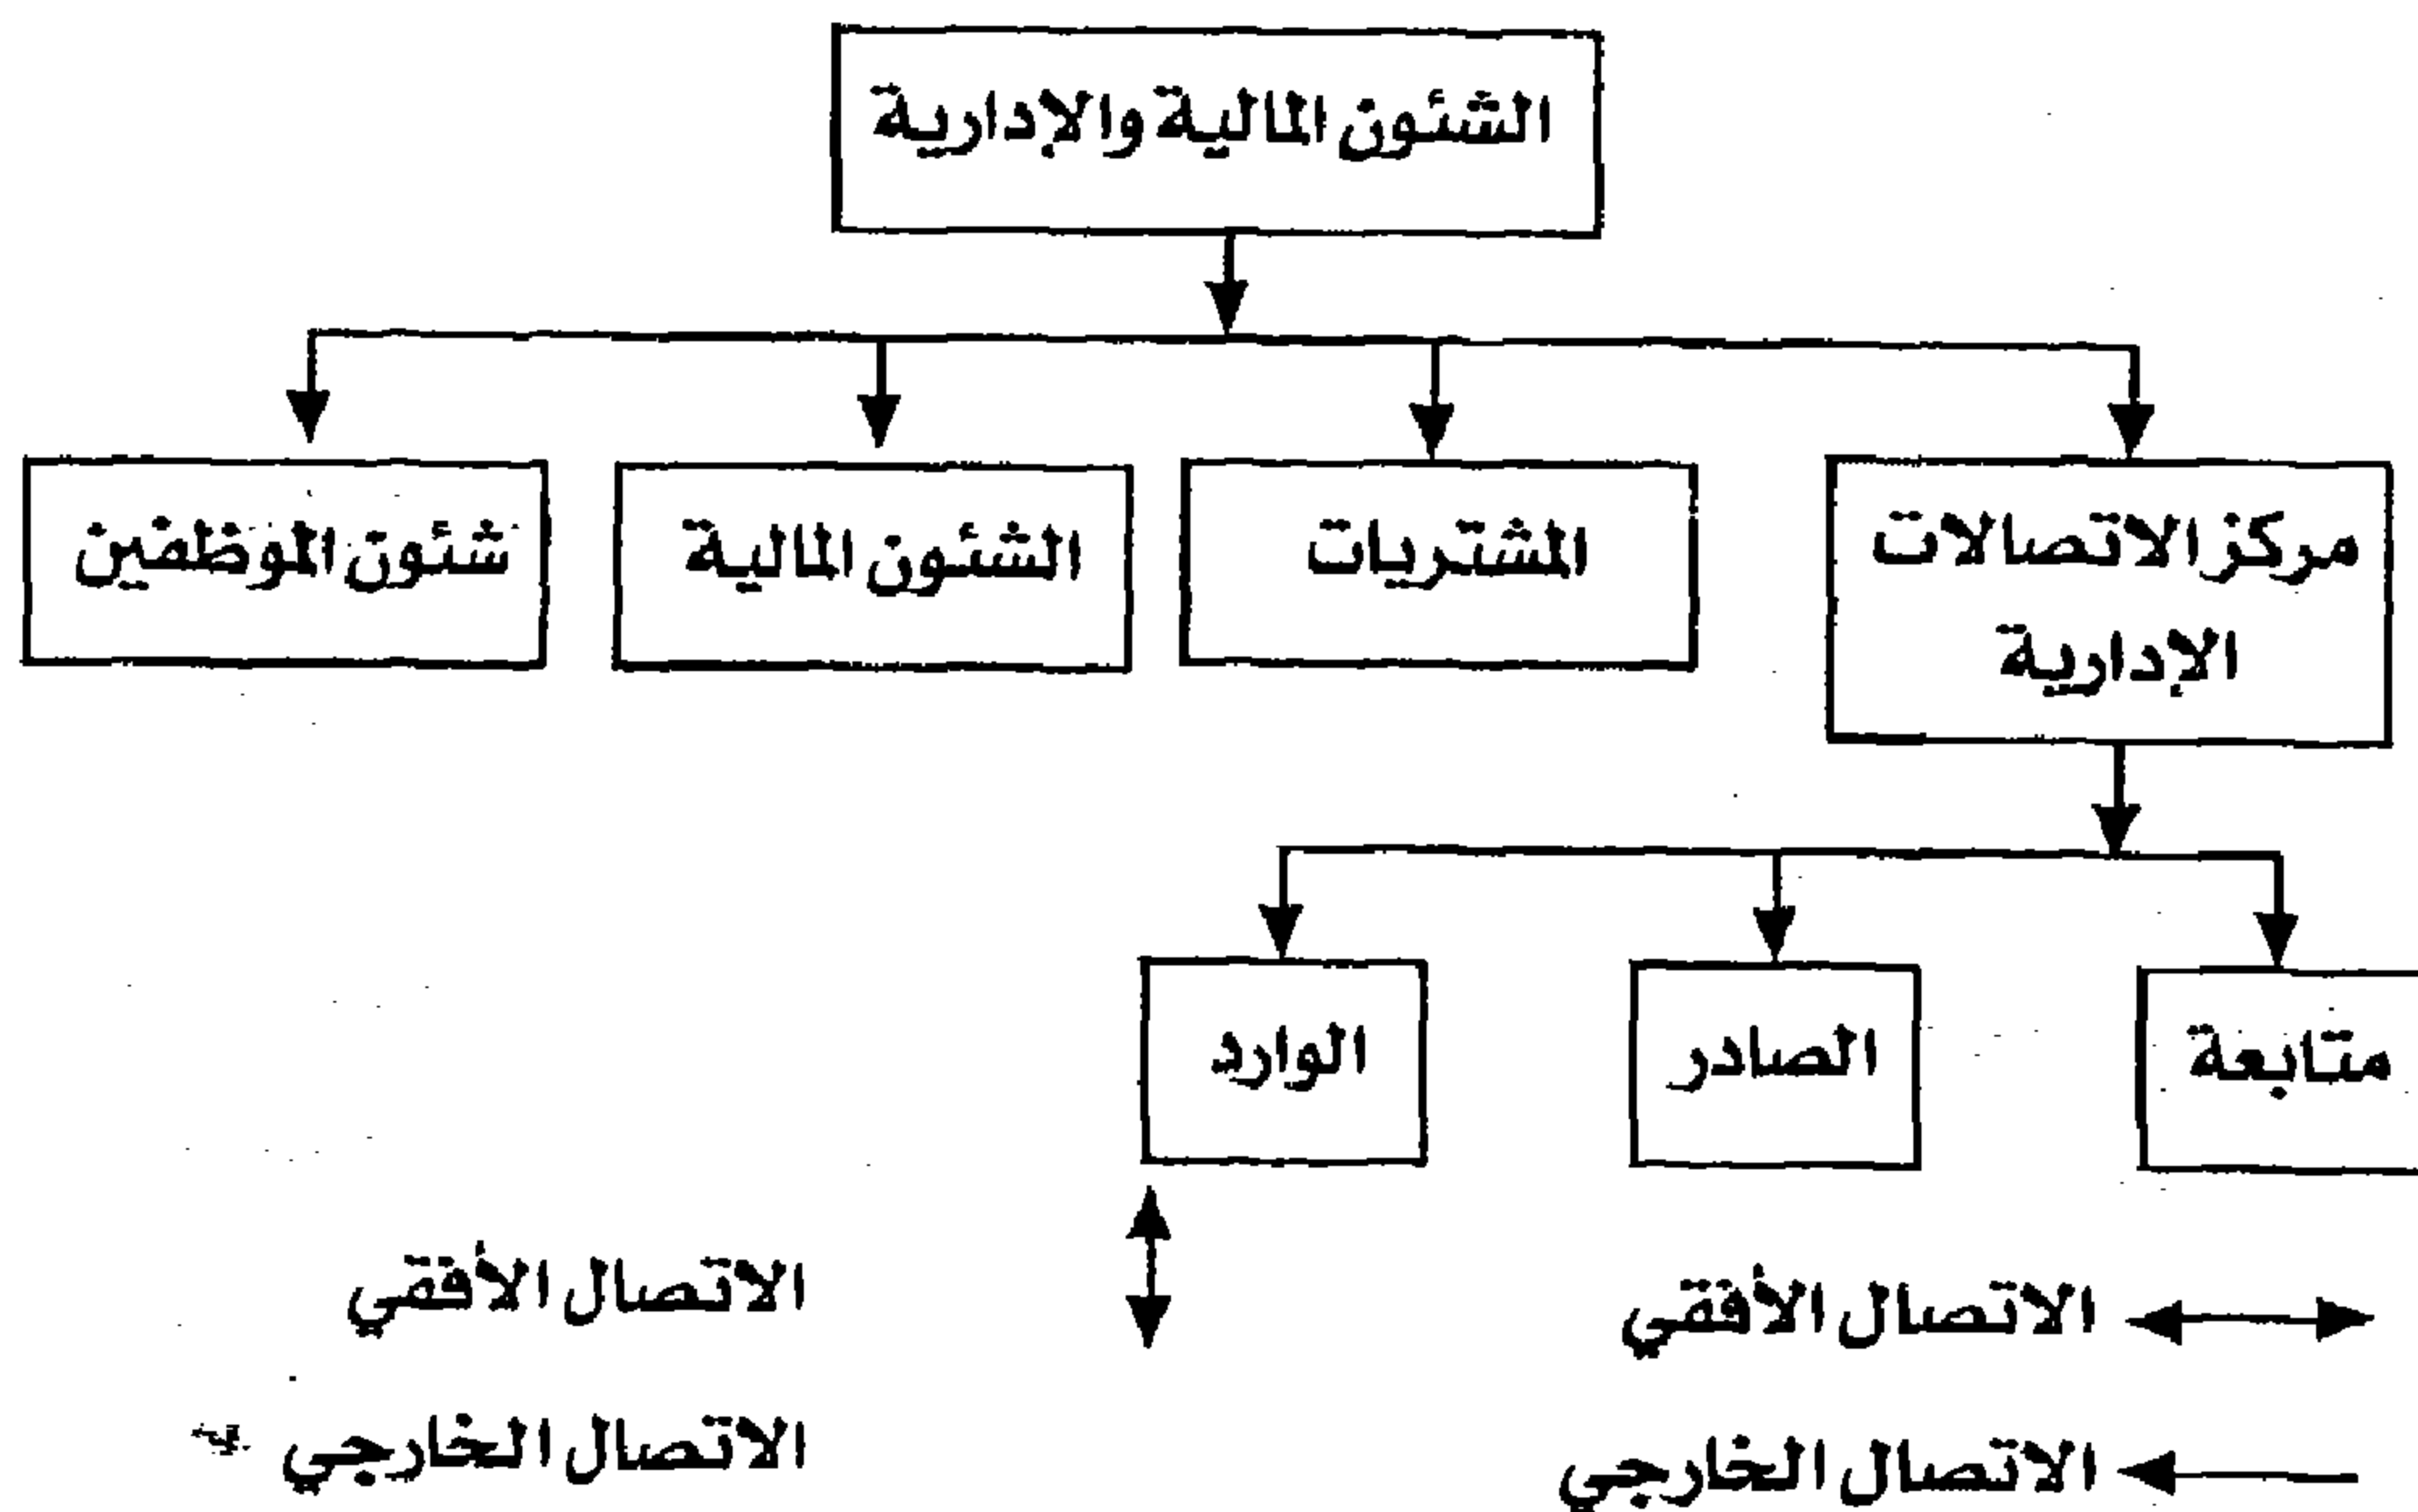 الشئون المالية والإدارية
مركز الاتصالات
الإدارية
المشتريات
الشئون المالية
شئون الموظفين
متابعة
الصادر
الوارد
الاتصال الأفقي
الاتصال الأفقي
الاتصال الخارجي
الاتصال الخارجي